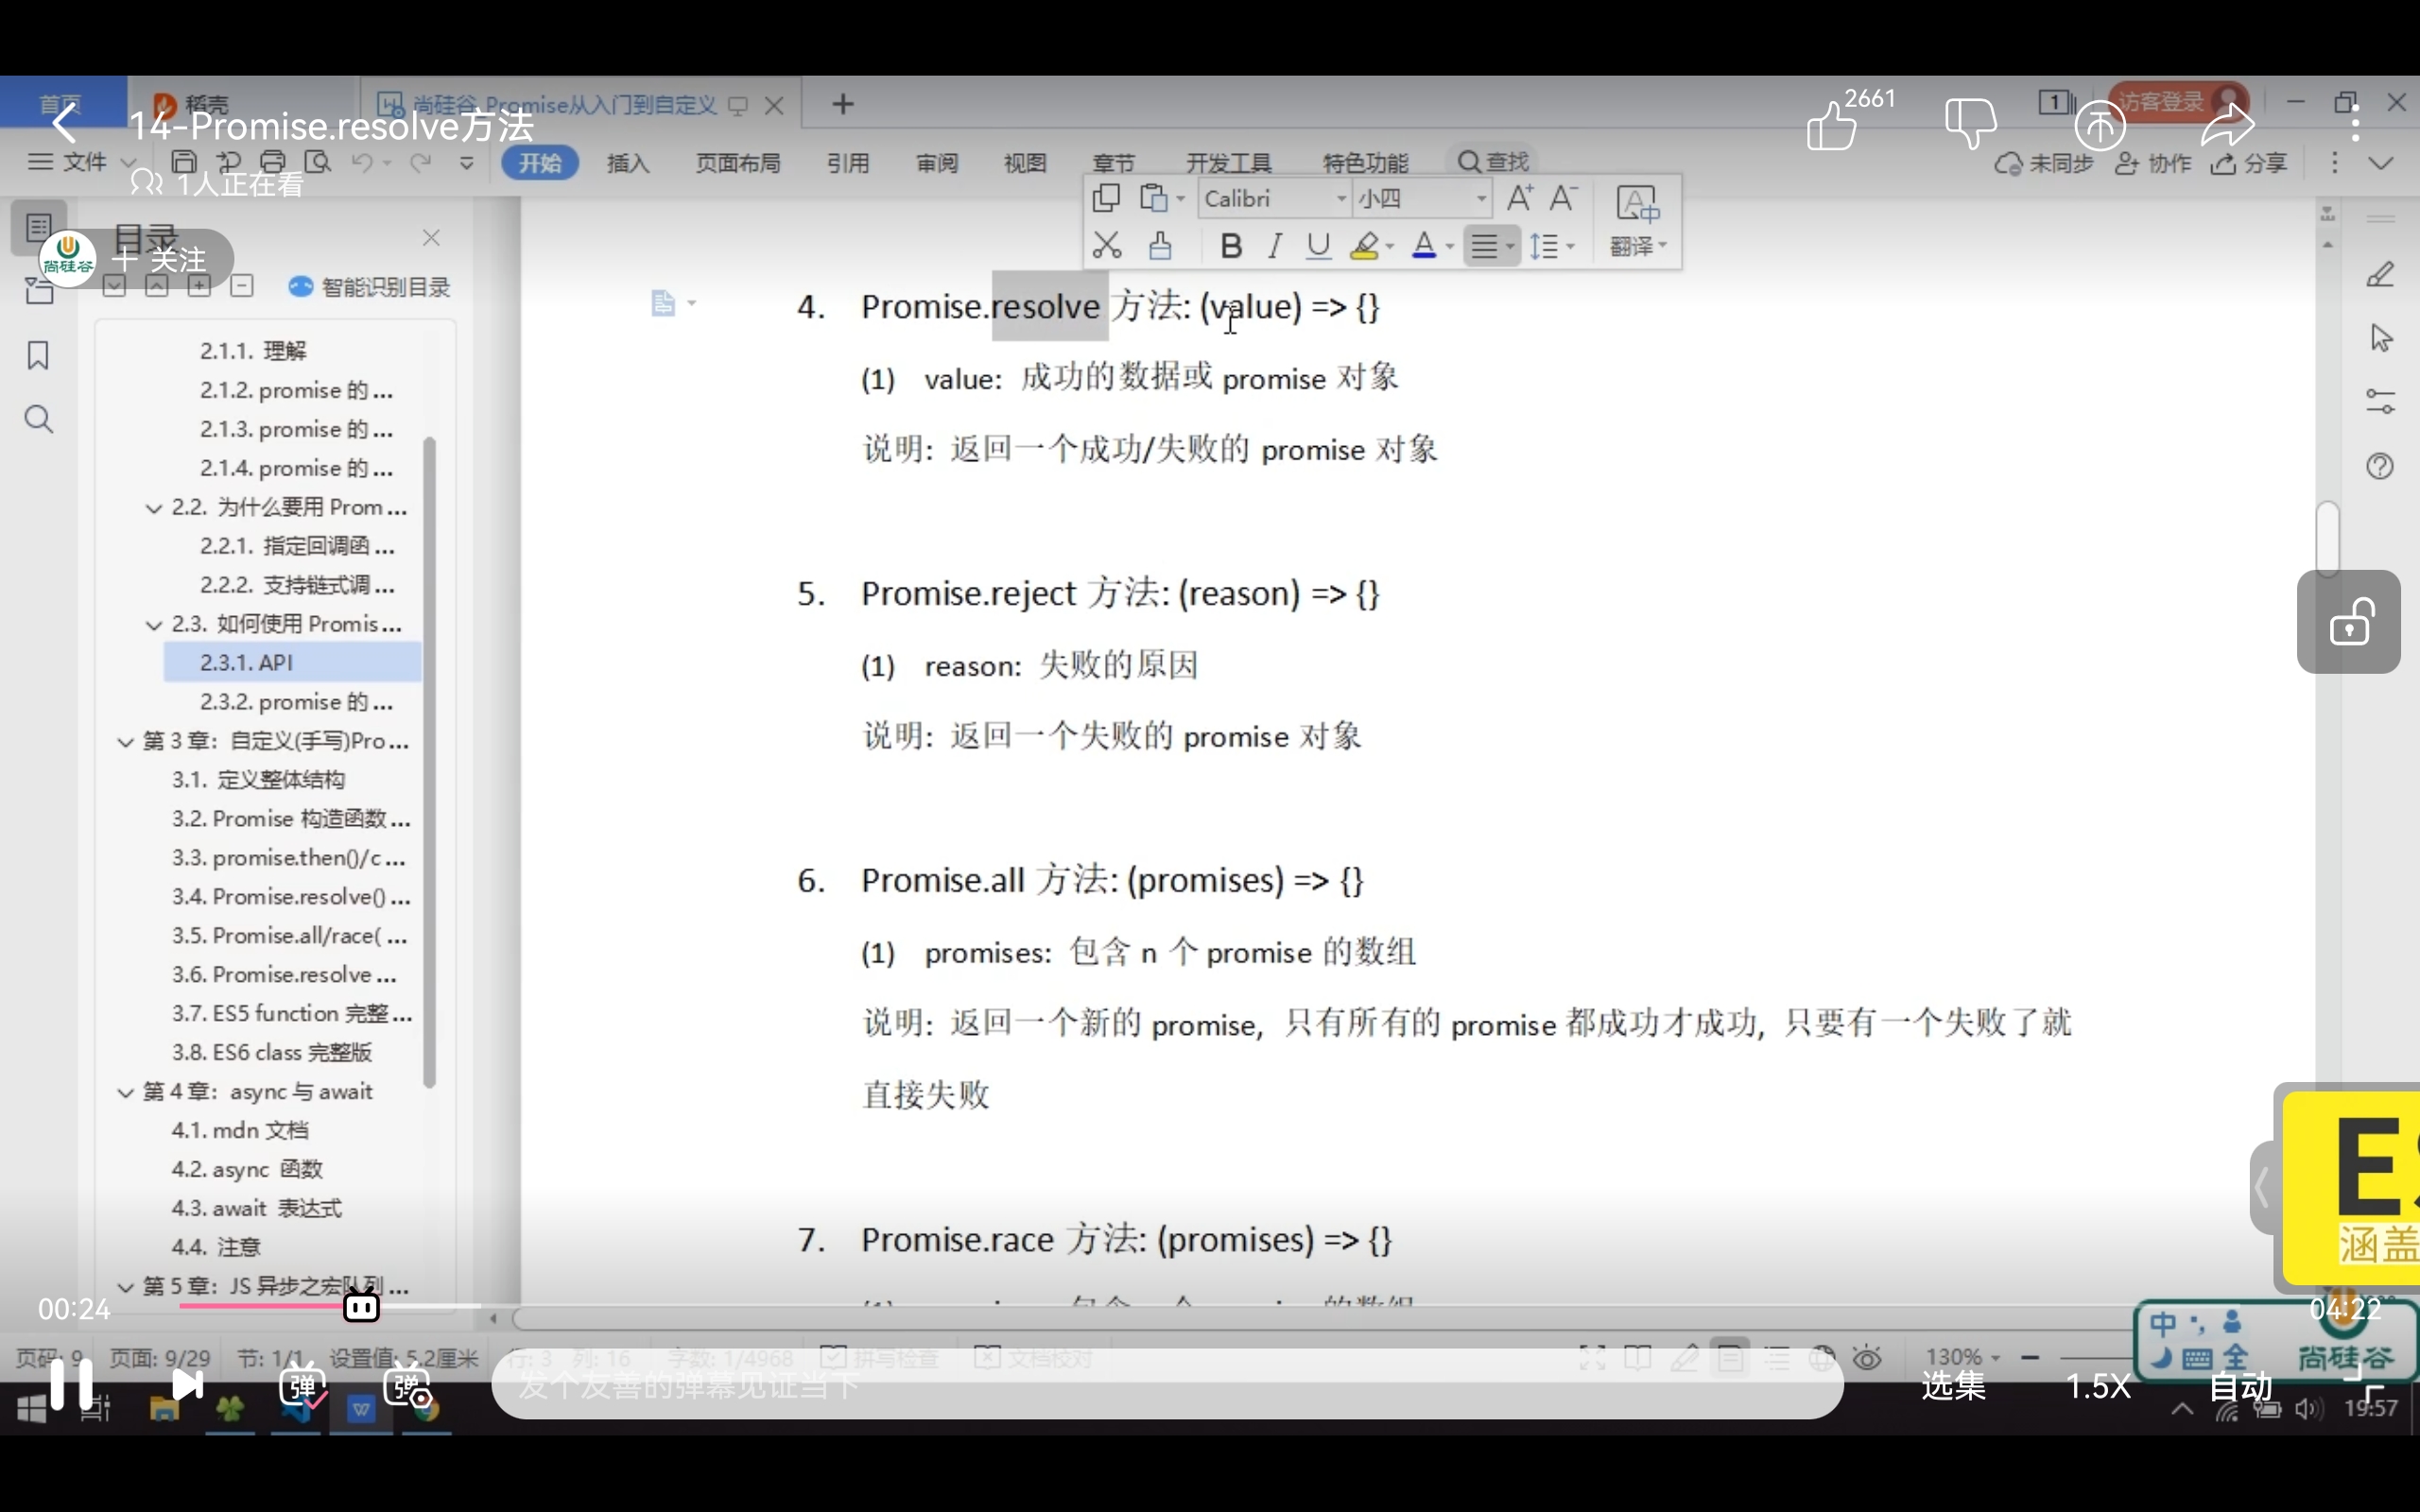 首页
稻壳
尚硅谷_Promise从入门到自定义
14-Promise.resolve方法
1人正在看
2661
1
访客登录
文件
开始
插入
页面布局
引用
审阅
视图
章节
开发工具
特色功能
查找
未同步
协作
分享
Calibri
小四
翻译
目录
尚硅谷
关注
智能识别目录
2.1.1. 理解
2.1.2. promise 的 ...
2.1.3. promise 的 ...
2.1.4. promise 的 ...
2.2. 为什么要用 Prom ...
2.2.1. 指定回调函 ...
2.2.2. 支持链式调 ...
2.3. 如何使用 Promis ...
2.3.1. API
2.3.2. promise 的 ...
第 3 章：自定义(手写)Pro ...
3.1. 定义整体结构
3.2. Promise 构造函数 ...
3.3. promise.then()/c ...
3.4. Promise.resolve() ...
3.5. Promise.all/race( ...
3.6. Promise.resolve ...
3.7. ES5 function 完整 ...
3.8. ES6 class 完整版
第 4 章：async 与 await
4.1. mdn 文档
4.2. async 函数
4.3. await 表达式
4.4. 注意
第 5 章：JS 异步之宏队列 ...
4. Promise.resolve 方法: (value) => {}
(1) value: 成功的数据或 promise 对象
说明: 返回一个成功/失败的 promise 对象
5. Promise.reject 方法: (reason) => {}
(1) reason: 失败的原因
说明: 返回一个失败的 promise 对象
6. Promise.all 方法: (promises) => {}
(1) promises: 包含 n 个 promise 的数组
说明: 返回一个新的 promise, 只有所有的 promise 都成功才成功, 只要有一个失败了就
直接失败
7. Promise.race 方法: (promises) => {}
涵盖
00:24
04:22
页码: 9
页面: 9/29
节: 1/1
设置值: 5.2厘米
行: 3
列: 16
字数: 1/4968
拼写检查
文档校对
130%
中
全
尚硅谷
弹
弹
发个友善的弹幕见证当下
选集
1.5X
自动
19:57